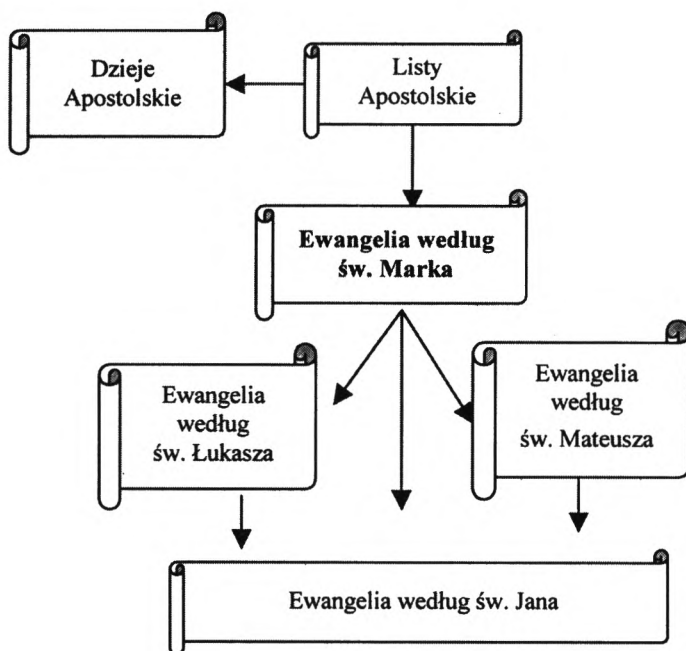 Dzieje
Apostolskie
Listy
Apostolskie
Ewangelia według
św. Marka
Ewangelia
według
św. Łukasza
Ewangelia
według
św. Mateusza
Ewangelia według św. Jana